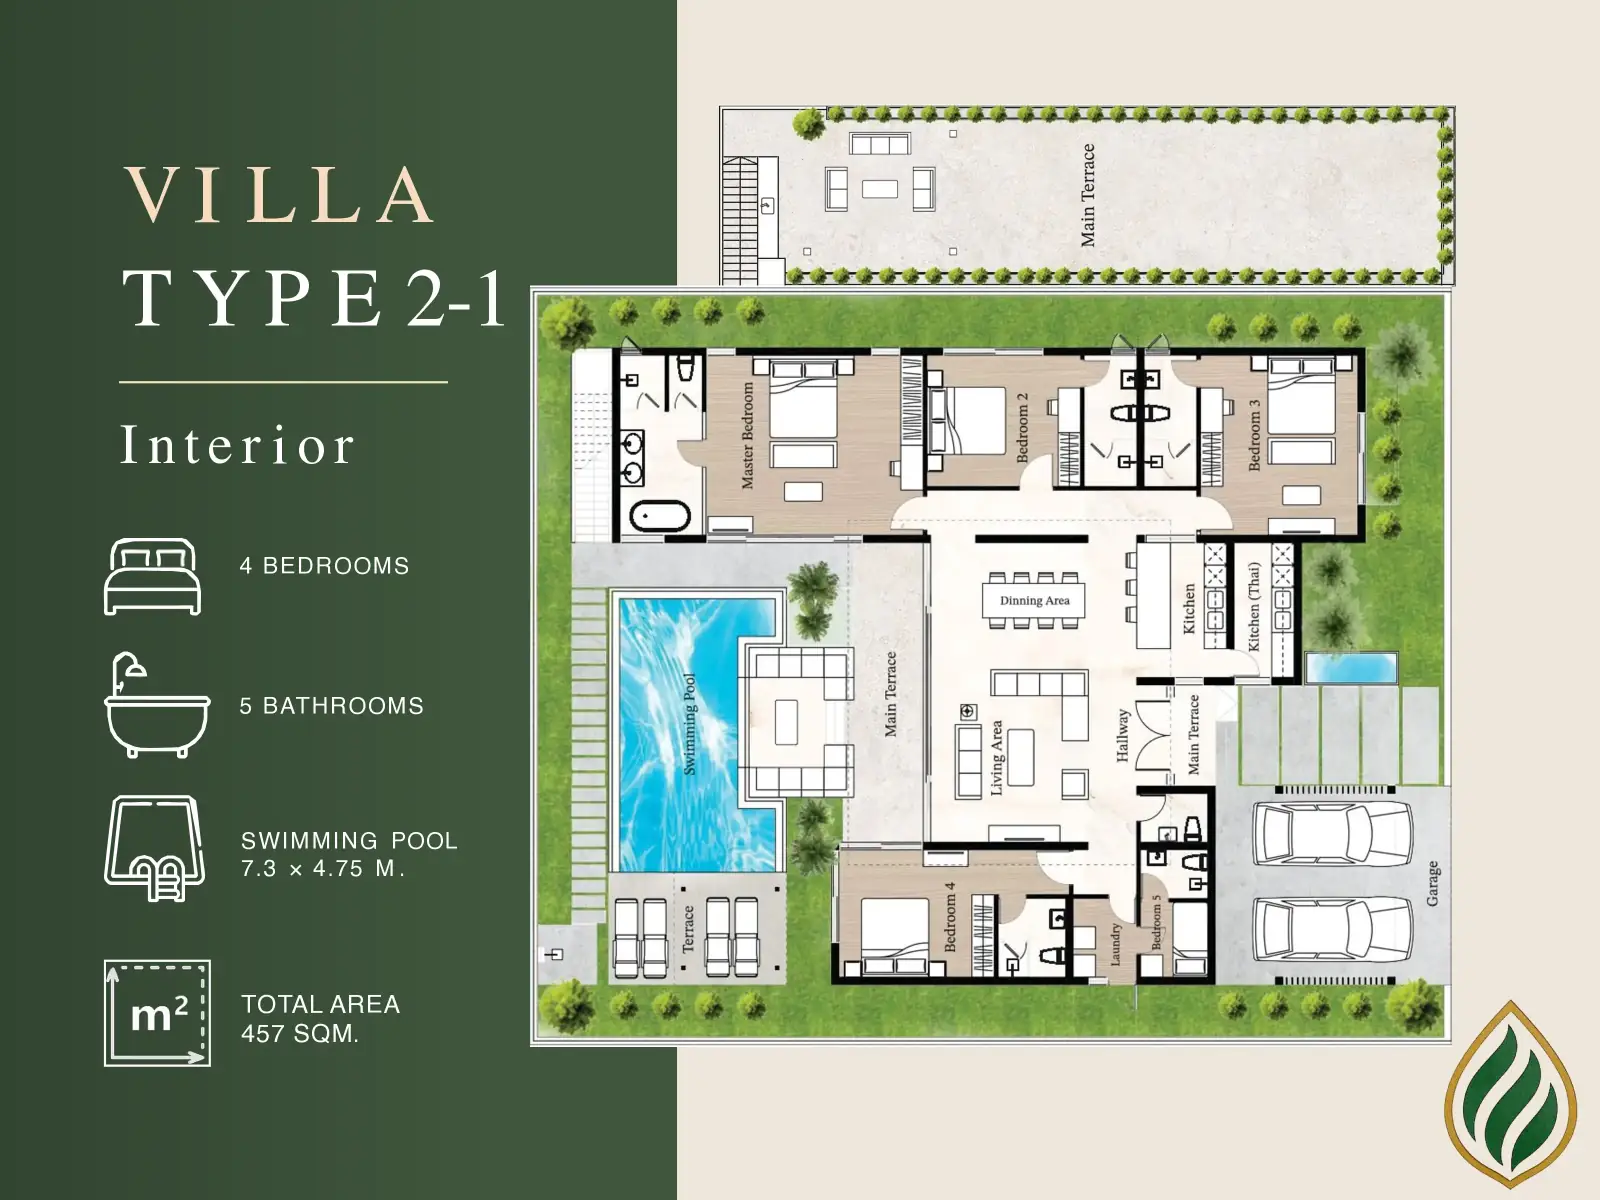 VILLA
TYPE 2-1
Interior
4 BEDROOMS
5 BATHROOMS
SWIMMING POOL
7.3 × 4.75 M.
m²
TOTAL AREA
457 SQM.
Main Terrace
Master Bedroom
Bedroom 2
Bedroom 3
Dinning Area
Kitchen
Kitchen (Thai)
Swimming Pool
Main Terrace
Living Area
Hallway
Main Terrace
Terrace
Bedroom 4
Laundry
Bedroom 5
Garage